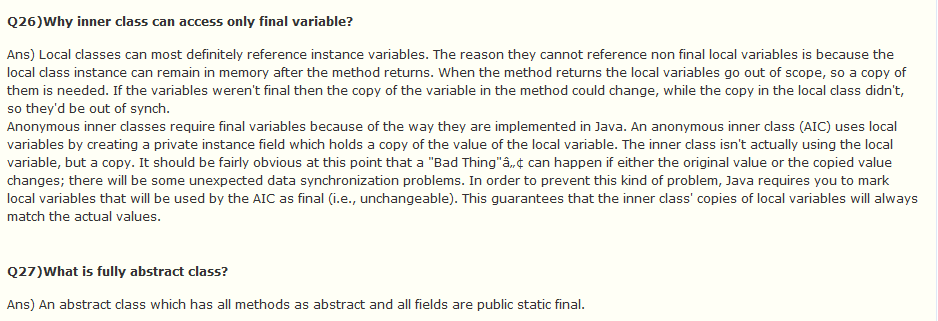 Q26)Why inner class can access only final variable?
Ans) Local classes can most definitely reference instance variables. The reason they cannot reference non final local variables is because the
local class instance can remain in memory after the method returns. When the method returns the local variables go out of scope, so a copy of
them is needed. If the variables weren't final then the copy of the variable in the method could change, while the copy in the local class didn't,
so they'd be out of synch.
Anonymous inner classes require final variables because of the way they are implemented in Java. An anonymous inner class (AIC) uses local
variables by creating a private instance field which holds a copy of the value of the local variable. The inner class isn't actually using the local
variable, but a copy. It should be fairly obvious at this point that a "Bad Thing"â„¢ can happen if either the original value or the copied value
changes; there will be some unexpected data synchronization problems. In order to prevent this kind of problem, Java requires you to mark
local variables that will be used by the AIC as final (i.e., unchangeable). This guarantees that the inner class' copies of local variables will always
match the actual values.
Q27)What is fully abstract class?
Ans) An abstract class which has all methods as abstract and all fields are public static final.